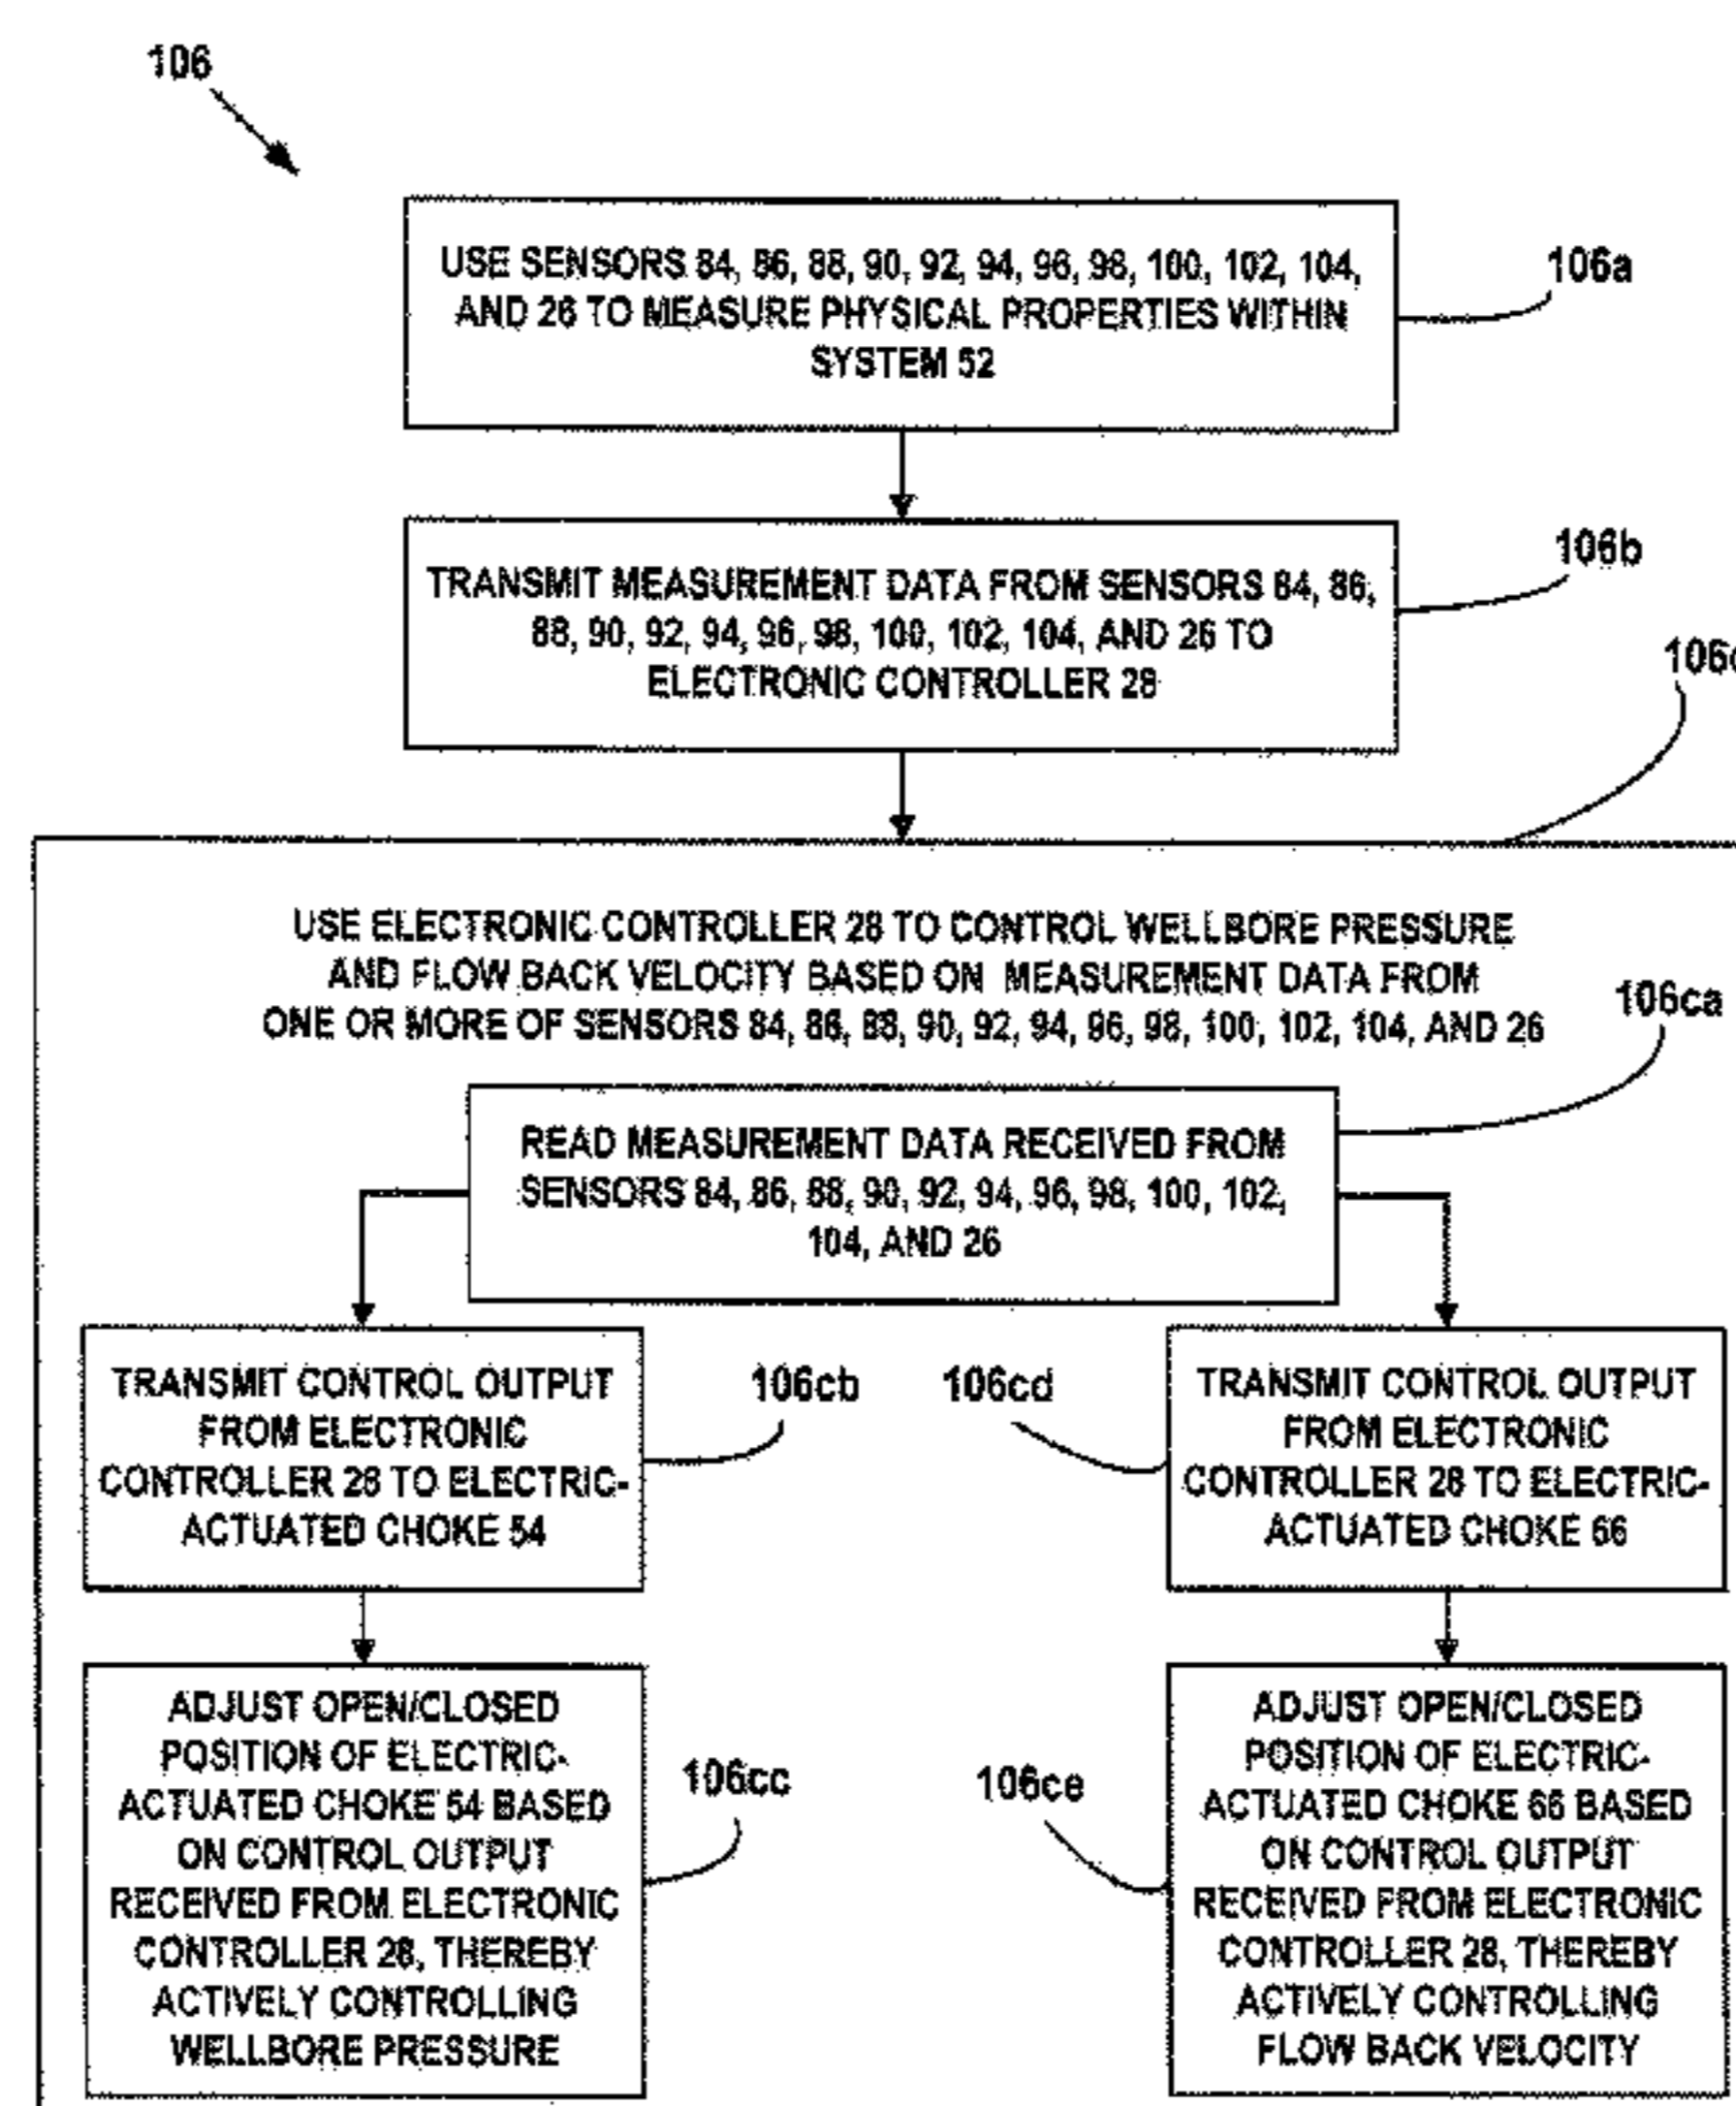 106
USE SENSORS 84, 86, 88, 90, 92, 94, 96, 98, 100, 102, 104,
AND 26 TO MEASURE PHYSICAL PROPERTIES WITHIN
SYSTEM 52
106a
TRANSMIT MEASUREMENT DATA FROM SENSORS 84, 86,
88, 90, 92, 94, 96, 98, 100, 102, 104, AND 26 TO
ELECTRONIC CONTROLLER 28
106b
106c
USE ELECTRONIC CONTROLLER 28 TO CONTROL WELLBORE PRESSURE
AND FLOW BACK VELOCITY BASED ON MEASUREMENT DATA FROM
ONE OR MORE OF SENSORS 84, 86, 88, 90, 92, 94, 96, 98, 100, 102, 104, AND 26
106ca
READ MEASUREMENT DATA RECEIVED FROM
SENSORS 84, 86, 88, 90, 92, 94, 96, 98, 100, 102,
104, AND 26
TRANSMIT CONTROL OUTPUT
FROM ELECTRONIC
CONTROLLER 28 TO ELECTRIC-
ACTUATED CHOKE 54
106cb
106cd
TRANSMIT CONTROL OUTPUT
FROM ELECTRONIC
CONTROLLER 28 TO ELECTRIC-
ACTUATED CHOKE 66
ADJUST OPEN/CLOSED
POSITION OF ELECTRIC-
ACTUATED CHOKE 54 BASED
ON CONTROL OUTPUT
RECEIVED FROM ELECTRONIC
CONTROLLER 28, THEREBY
ACTIVELY CONTROLLING
WELLBORE PRESSURE
106cc
106ce
ADJUST OPEN/CLOSED
POSITION OF ELECTRIC-
ACTUATED CHOKE 66 BASED
ON CONTROL OUTPUT
RECEIVED FROM ELECTRONIC
CONTROLLER 28, THEREBY
ACTIVELY CONTROLLING
FLOW BACK VELOCITY